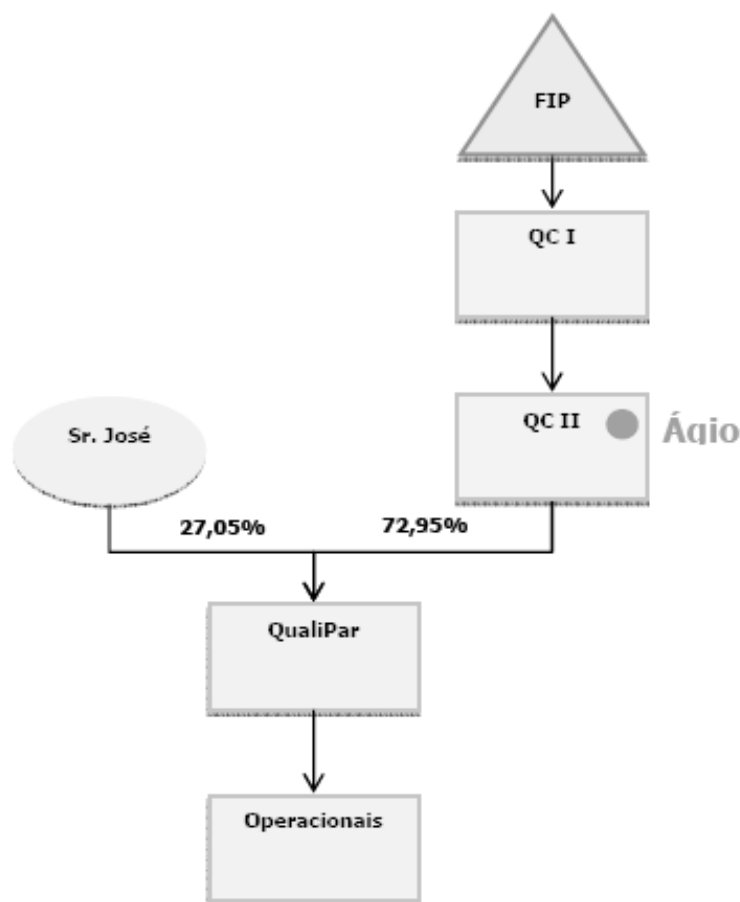 FIP
QC I
QC II
Ágio
Sr. José
27,05%
72,95%
QualiPar
Operacionais